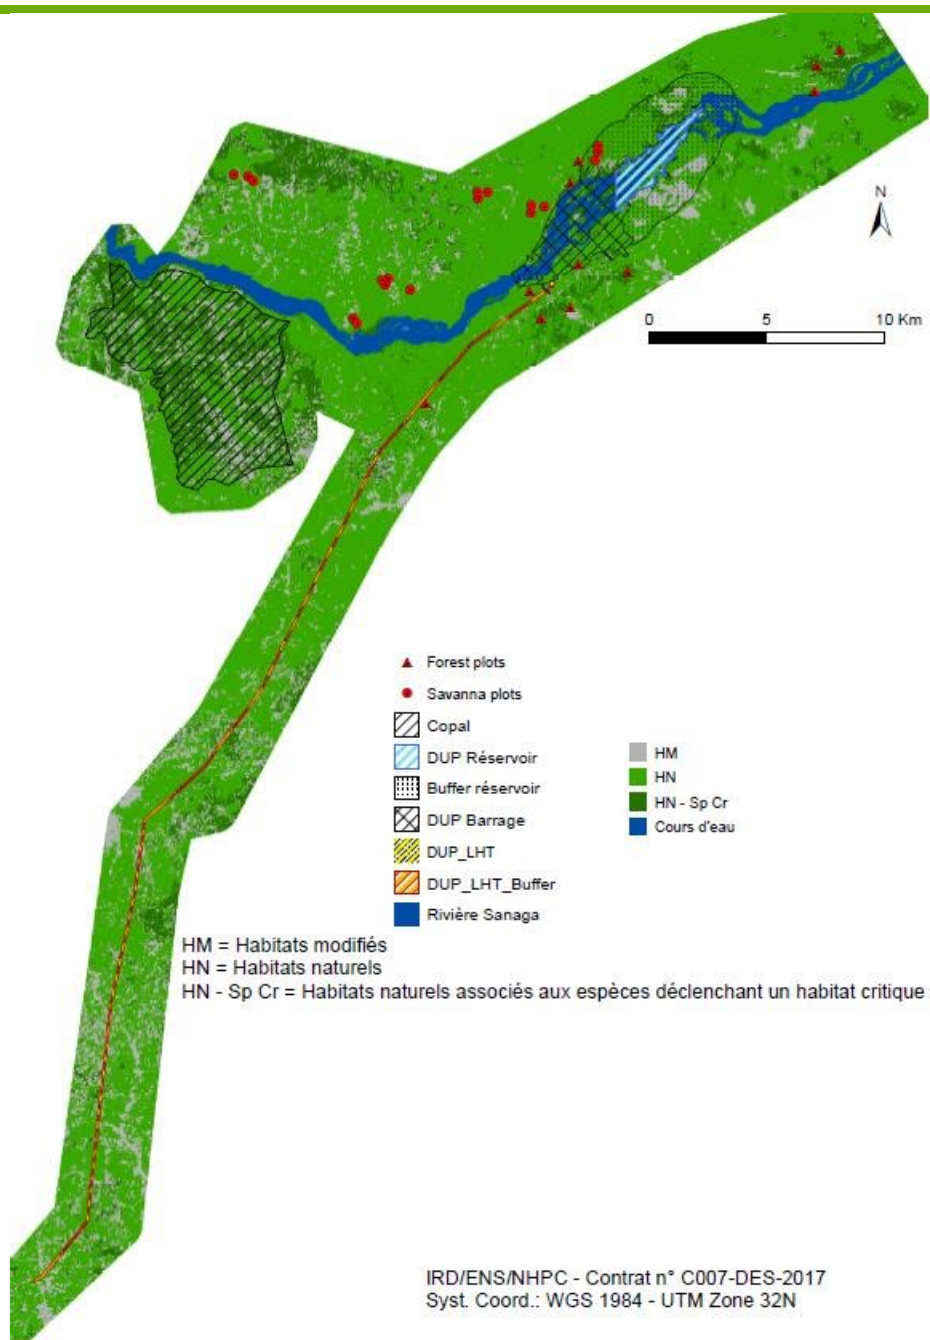 N
0 5 10 Km
Forest plots
Savanna plots
Copal
DUP Réservoir
Buffer réservoir
DUP Barrage
DUP_LHT
DUP_LHT_Buffer
Rivière Sanaga
HM
HN
HN - Sp Cr
Cours d'eau
HM = Habitats modifiés
HN = Habitats naturels
HN - Sp Cr = Habitats naturels associés aux espèces déclenchant un habitat critique
IRD/ENS/NHPC - Contrat n° C007-DES-2017
Syst. Coord.: WGS 1984 - UTM Zone 32N